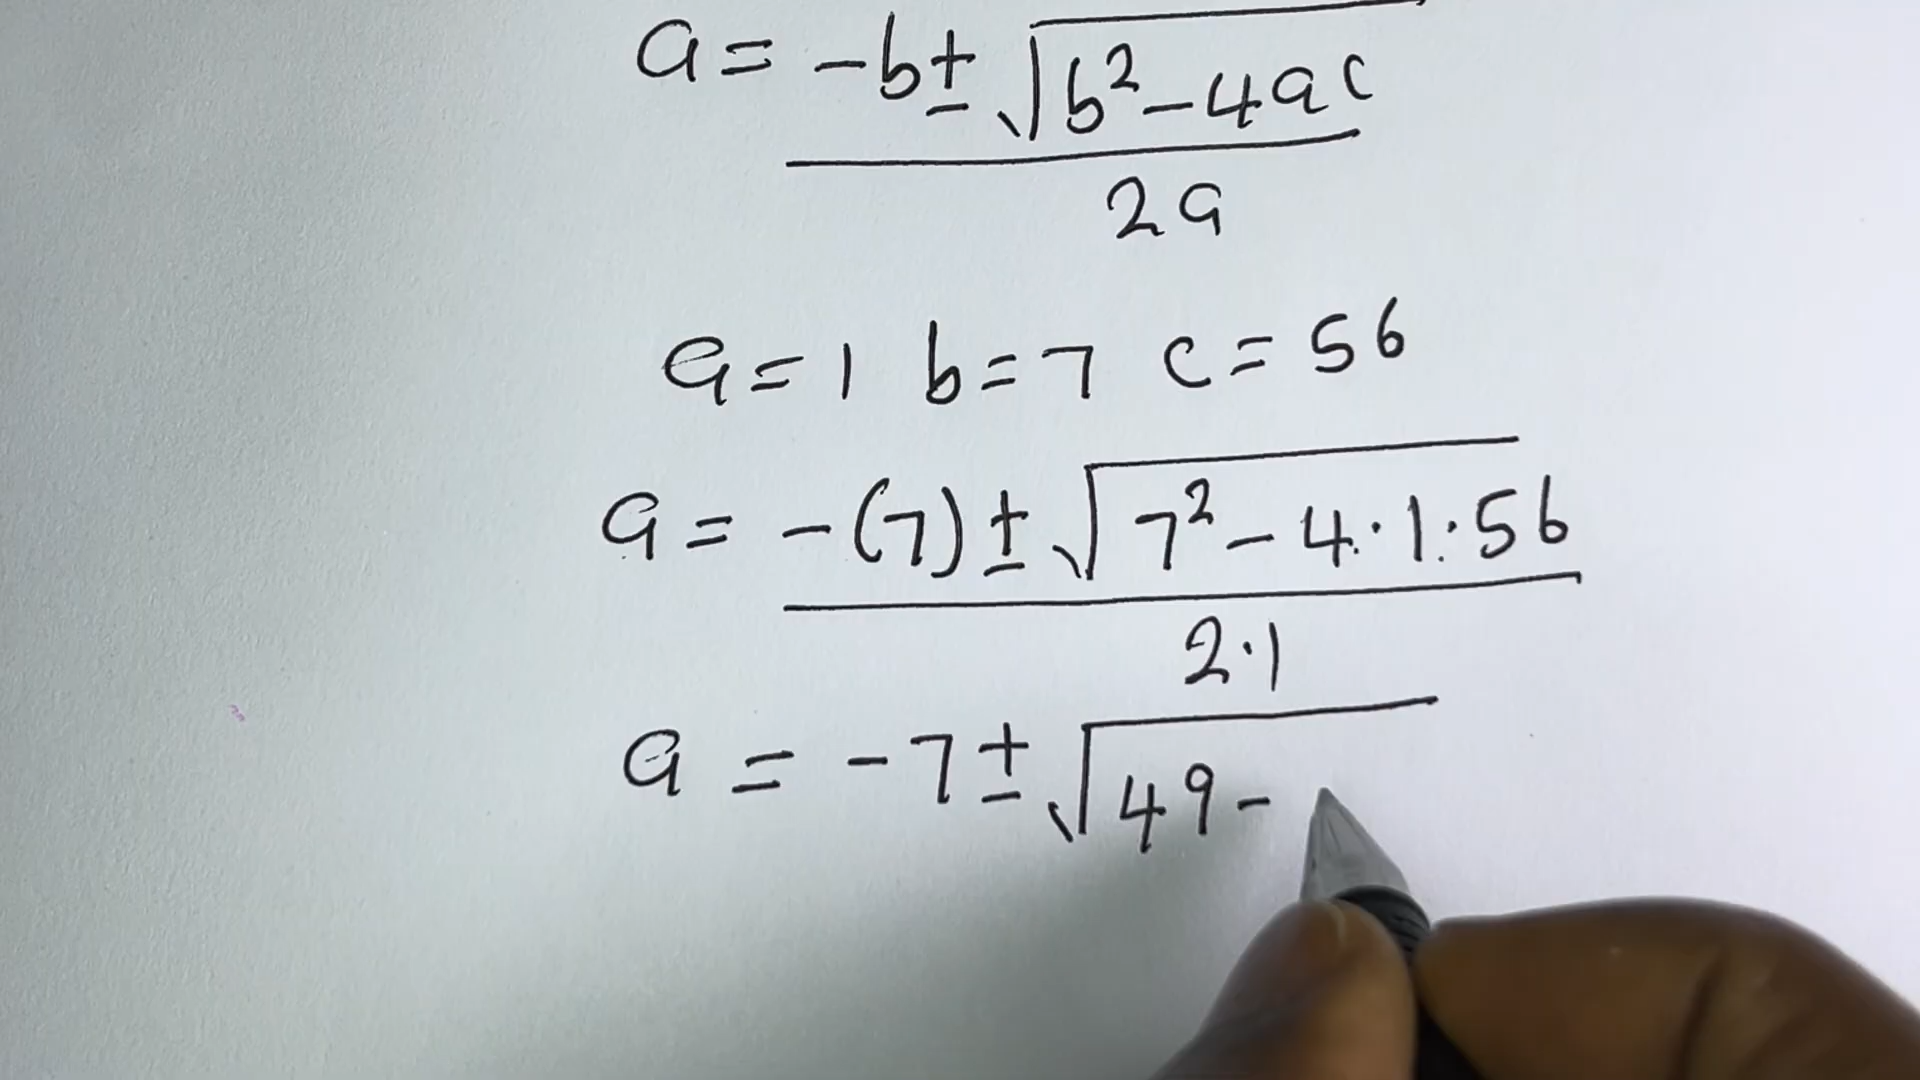 a = -b ± √b² - 4ac
2a
a = 1 b = 7 c = 56
a = -(7) ± √7² - 4·1·56
2·1
a = -7 ± √49 -